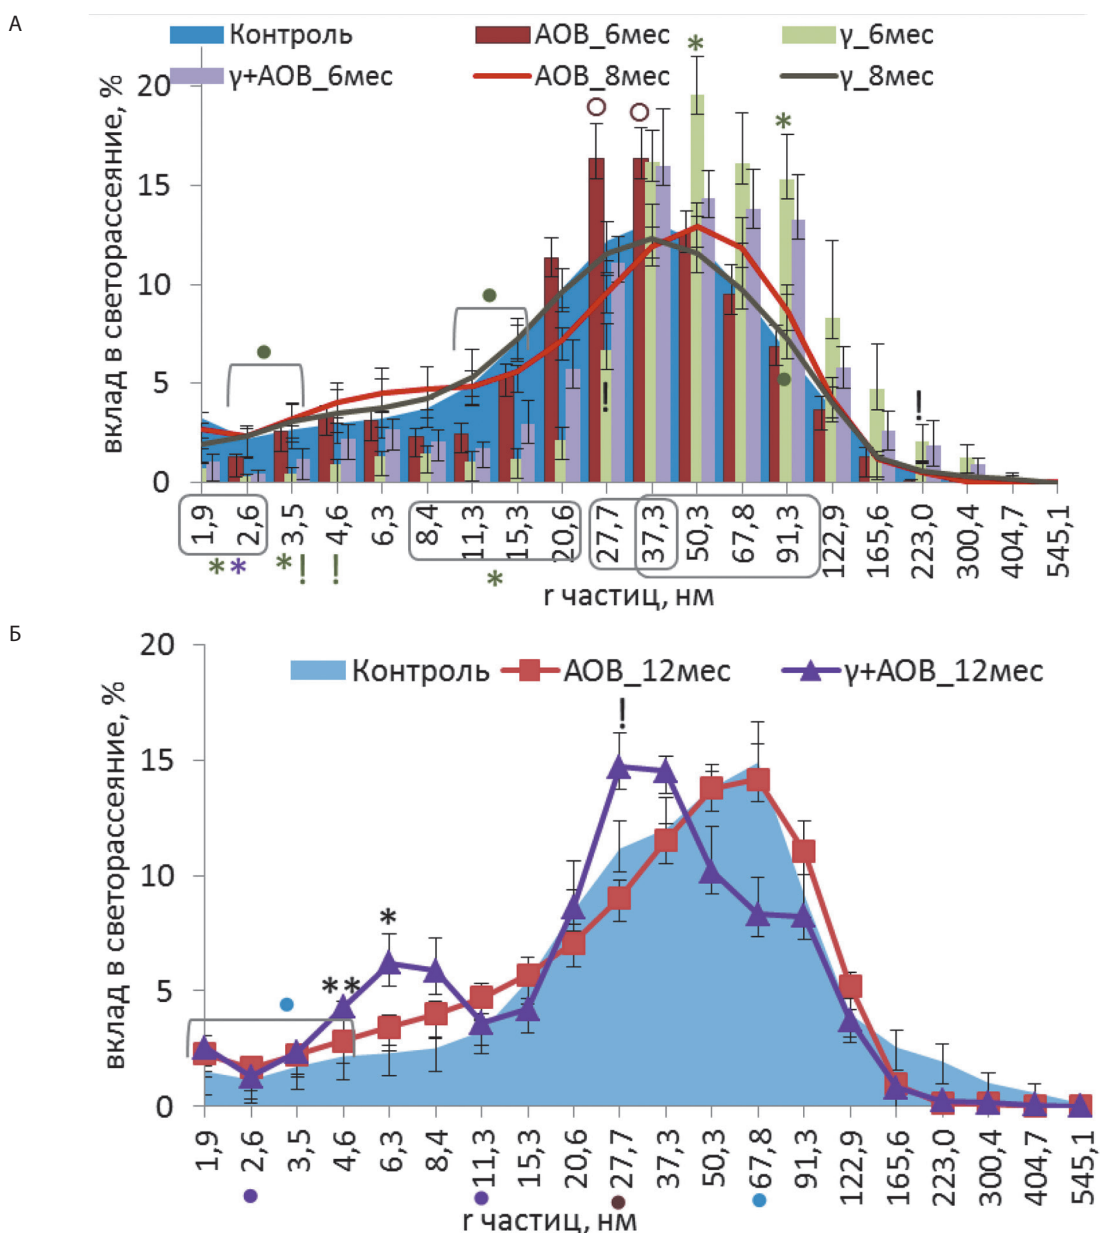 А
Контроль АОВ_6мес γ_6мес
γ+АОВ_6мес АОВ_8мес γ_8мес
вклад в светорассеяние, %
20
15
10
5
0
* * ! !
1,9 2,6 3,5 4,6 6,3 8,4 11,3 15,3 20,6 27,7 37,3 50,3 67,8 91,3 122,9 165,6 223,0 300,4 404,7 545,1
* * * ! ! *
r частиц, нм
Б
Контроль АОВ_12мес γ+АОВ_12мес
вклад в светорассеяние, %
20
15
10
5
0
!
*
**
1,9 2,6 3,5 4,6 6,3 8,4 11,3 15,3 20,6 27,7 37,3 50,3 67,8 91,3 122,9 165,6 223,0 300,4 404,7 545,1
r частиц, нм